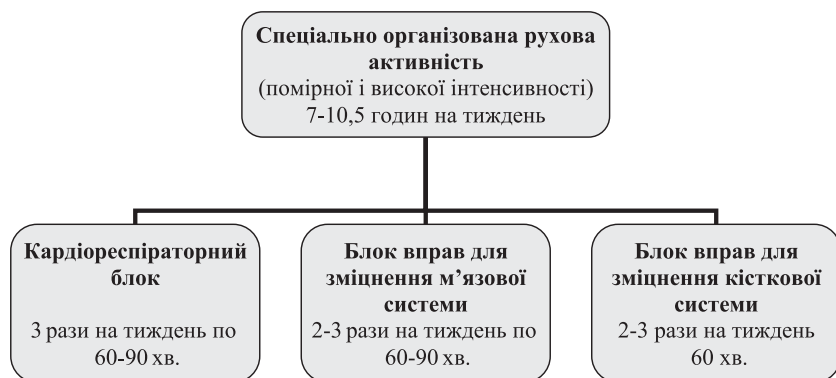 Спеціально організована рухова
активність
(помірної і високої інтенсивності)
7-10,5 годин на тиждень
Кардіореспіраторний
блок
3 рази на тиждень по
60-90 хв.
Блок вправ для
зміцнення м’язової
системи
2-3 рази на тиждень по
60-90 хв.
Блок вправ для
зміцнення кісткової
системи
2-3 рази на тиждень
60 хв.